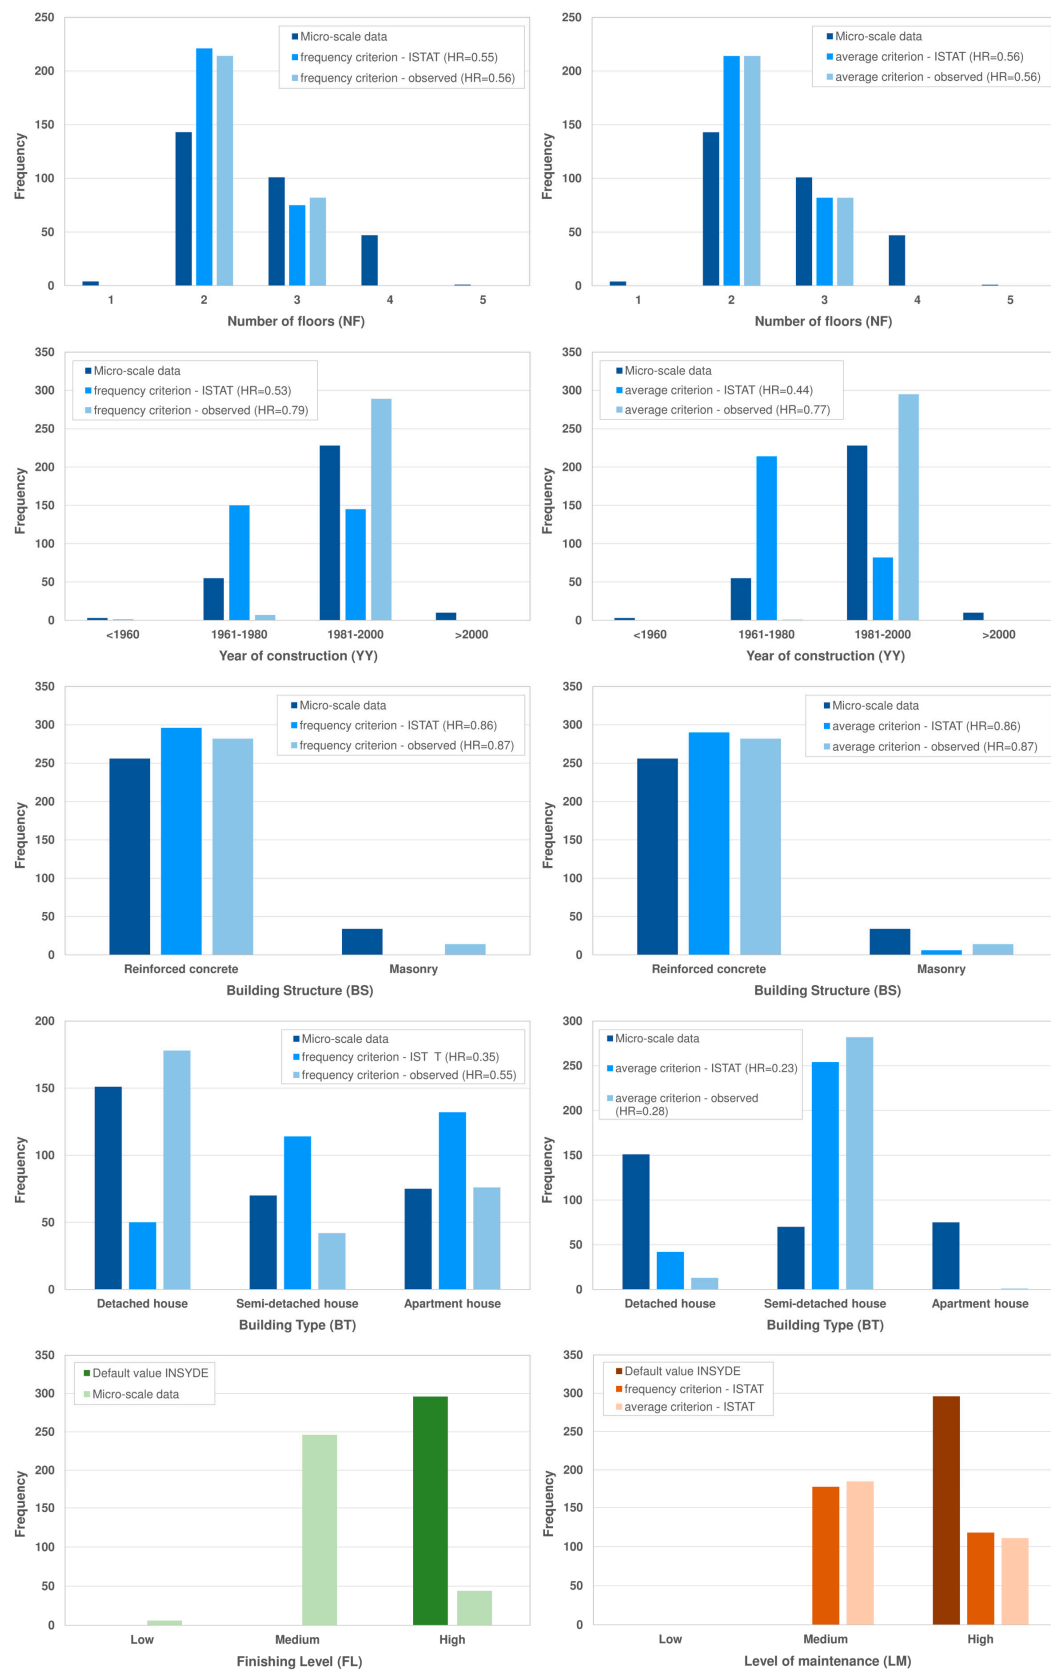 250
200
150
100
50
0
Frequency
Micro-scale data
frequency criterion - ISTAT (HR=0.55)
frequency criterion - observed (HR=0.56)
1 2 3 4 5
Number of floors (NF)
250
200
150
100
50
0
Frequency
Micro-scale data
average criterion - ISTAT (HR=0.56)
average criterion - observed (HR=0.56)
1 2 3 4 5
Number of floors (NF)
350
300
250
200
150
100
50
0
Frequency
Micro-scale data
frequency criterion - ISTAT (HR=0.53)
frequency criterion - observed (HR=0.79)
<1960 1961-1980 1981-2000 >2000
Year of construction (YY)
350
300
250
200
150
100
50
0
Frequency
Micro-scale data
average criterion - ISTAT (HR=0.44)
average criterion - observed (HR=0.77)
<1960 1961-1980 1981-2000 >2000
Year of construction (YY)
350
300
250
200
150
100
50
0
Frequency
Micro-scale data
frequency criterion - ISTAT (HR=0.86)
frequency criterion - observed (HR=0.87)
Reinforced concrete Masonry
Building Structure (BS)
350
300
250
200
150
100
50
0
Frequency
Micro-scale data
average criterion - ISTAT (HR=0.86)
average criterion - observed (HR=0.87)
Reinforced concrete Masonry
Building Structure (BS)
200
150
100
50
0
Frequency
Micro-scale data
frequency criterion - IST T (HR=0.35)
frequency criterion - observed (HR=0.55)
Detached house Semi-detached house Apartment house
Building Type (BT)
300
250
200
150
100
50
0
Frequency
Micro-scale data
average criterion - ISTAT (HR=0.23)
average criterion - observed
(HR=0.28)
Detached house Semi-detached house Apartment house
Building Type (BT)
350
300
250
200
150
100
50
0
Frequency
Default value INSYDE
Micro-scale data
Low Medium High
Finishing Level (FL)
350
300
250
200
150
100
50
0
Frequency
Default value INSYDE
frequency criterion - ISTAT
average criterion - ISTAT
Low Medium High
Level of maintenance (LM)